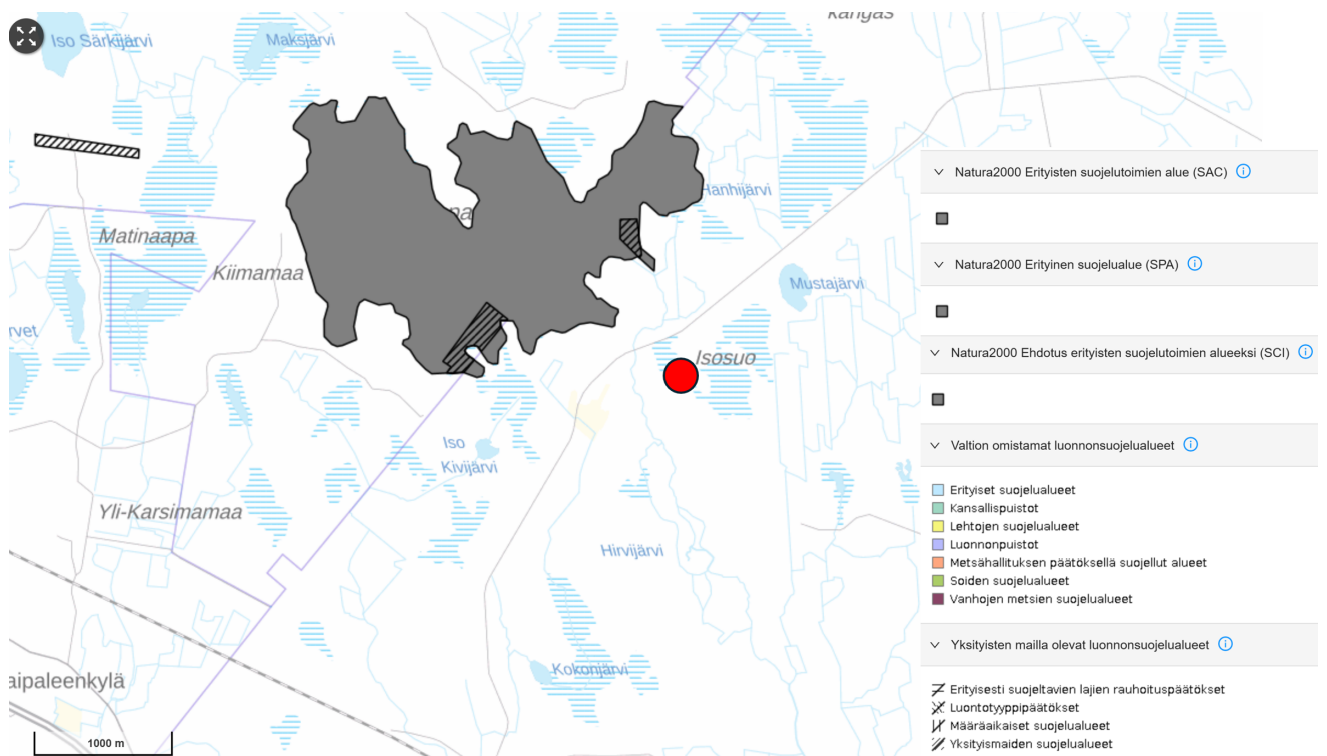 kangas
Iso Särkijärvi
Maksjärvi
Hanhijärvi
pa
Matinaapa
Kiimamaa
Mustajärvi
rvet
Isosuo
Iso
Kivijärvi
Yli-Karsimamaa
Hirvijärvi
Kokonjärvi
aipaleenkylä
1000 m
Natura2000 Erityisten suojelutoimien alue (SAC)
Natura2000 Erityinen suojelualue (SPA)
Natura2000 Ehdotus erityisten suojelutoimien alueeksi (SCI)
Valtion omistamat luonnonsuojelualueet
Erityiset suojelualueet
Kansallispuistot
Lehtojen suojelualueet
Luonnonpuistot
Metsähallituksen päätöksellä suojellut alueet
Soiden suojelualueet
Vanhojen metsien suojelualueet
Yksityisten mailla olevat luonnonsuojelualueet
Erityisesti suojeltavien lajien rauhoituspäätökset
Luontotyyppipäätökset
Määräaikaiset suojelualueet
Yksityismaiden suojelualueet